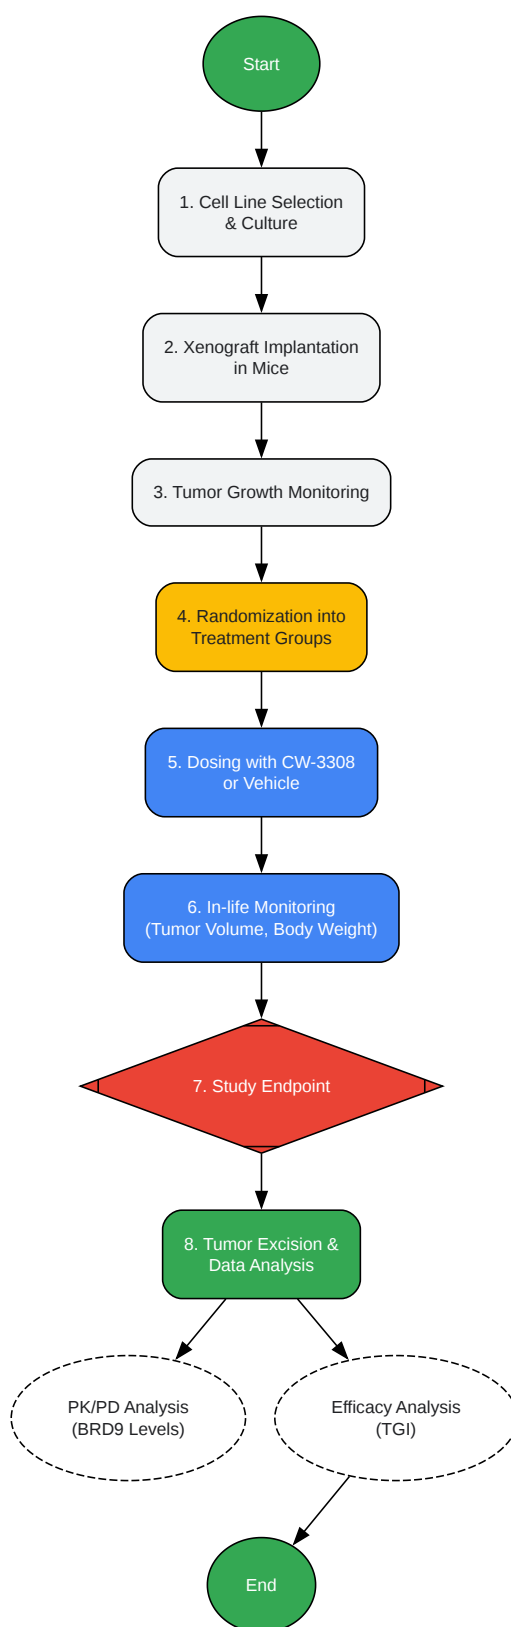 Start
1. Cell Line Selection
& Culture
2. Xenograft Implantation
in Mice
3. Tumor Growth Monitoring
4. Randomization into
Treatment Groups
5. Dosing with CW-3308
or Vehicle
6. In-life Monitoring
(Tumor Volume, Body Weight)
7. Study Endpoint
8. Tumor Excision &
Data Analysis
PK/PD Analysis
(BRD9 Levels)
Efficacy Analysis
(TGI)
End